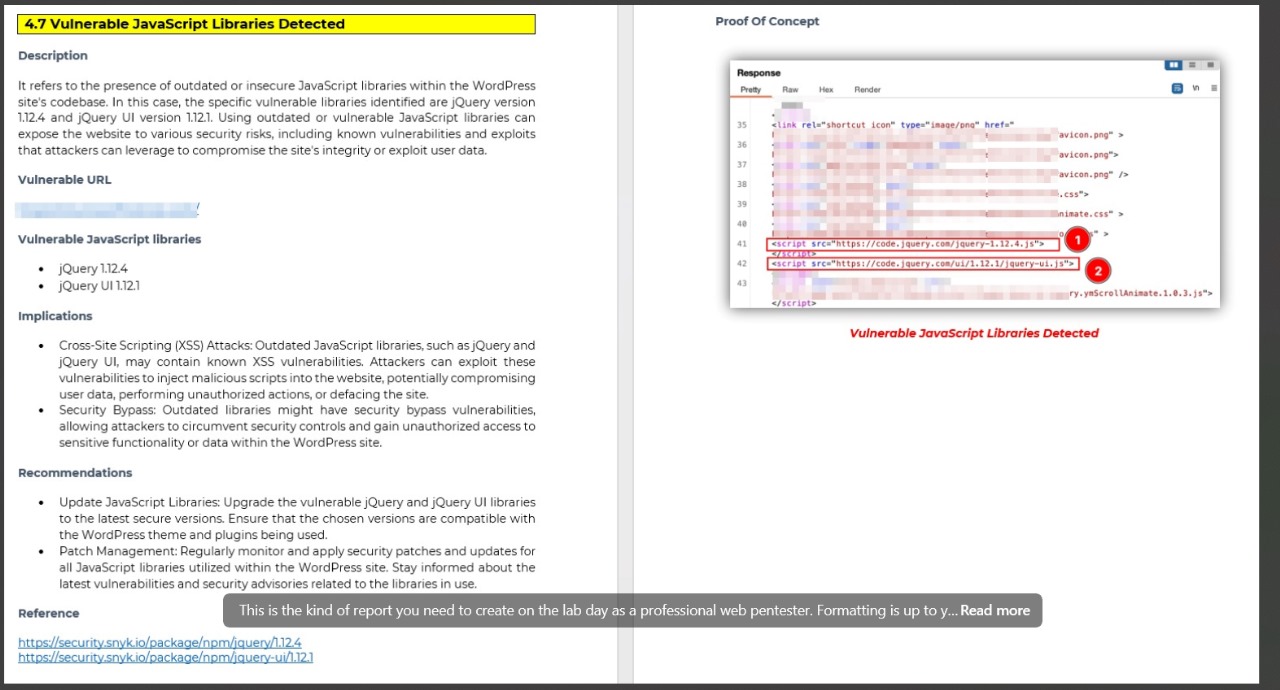 4.7 Vulnerable JavaScript Libraries Detected
Description
It refers to the presence of outdated or insecure JavaScript libraries within the WordPress
site's codebase. In this case, the specific vulnerable libraries identified are jQuery version
1.12.4 and jQuery UI version 1.12.1. Using outdated or vulnerable JavaScript libraries can
expose the website to various security risks, including known vulnerabilities and exploits
that attackers can leverage to compromise the site's integrity or exploit user data.
Vulnerable URL
/
Vulnerable JavaScript libraries
• jQuery 1.12.4
• jQuery UI 1.12.1
Implications
• Cross-Site Scripting (XSS) Attacks: Outdated JavaScript libraries, such as jQuery and
jQuery UI, may contain known XSS vulnerabilities. Attackers can exploit these
vulnerabilities to inject malicious scripts into the website, potentially compromising
user data, performing unauthorized actions, or defacing the site.
• Security Bypass: Outdated libraries might have security bypass vulnerabilities,
allowing attackers to circumvent security controls and gain unauthorized access to
sensitive functionality or data within the WordPress site.
Recommendations
• Update JavaScript Libraries: Upgrade the vulnerable jQuery and jQuery UI libraries
to the latest secure versions. Ensure that the chosen versions are compatible with
the WordPress theme and plugins being used.
• Patch Management: Regularly monitor and apply security patches and updates for
all JavaScript libraries utilized within the WordPress site. Stay informed about the
latest vulnerabilities and security advisories related to the libraries in use.
Reference
https://security.snyk.io/package/npm/jquery/1.12.4
https://security.snyk.io/package/npm/jquery-ui/1.12.1
Proof Of Concept
Response
Pretty Raw Hex Render \n
35 <link rel="shortcut icon" type="image/png" href="
avicon.png" >
36
avicon.png">
37
avicon.png" />
38
.css">
39
nimate.css" >
40
" >
41 <script src="https://code.jquery.com/jquery-1.12.4.js">
1
</script>
42 <script src="https://code.jquery.com/ui/1.12.1/jquery-ui.js">
2
43
ry.ymScrollAnimate.1.0.3.js">
</script>
Vulnerable JavaScript Libraries Detected
This is the kind of report you need to create on the lab day as a professional web pentester. Formatting is up to y... Read more